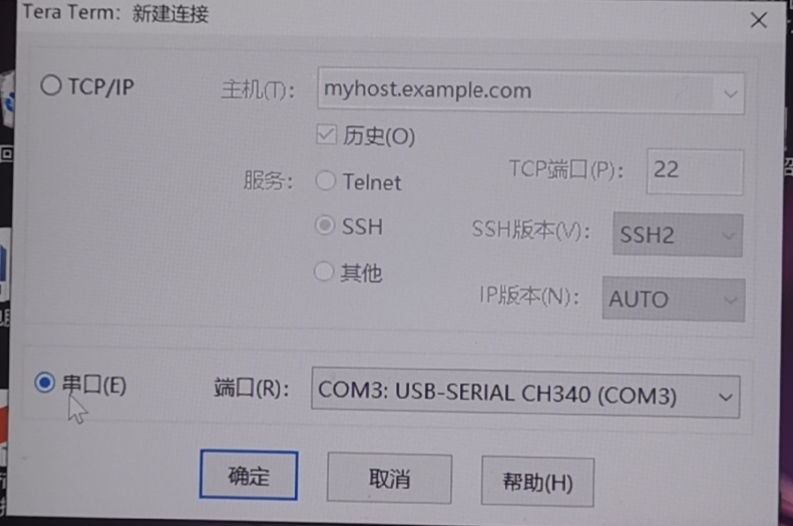 Tera Term：新建连接
TCP/IP
主机(T)：
myhost.example.com
历史(O)
服务：
Telnet
TCP端口(P)：
22
SSH
SSH版本(V)：
SSH2
其他
IP版本(N)：
AUTO
串口(E)
端口(R)：
COM3: USB-SERIAL CH340 (COM3)
确定
取消
帮助(H)